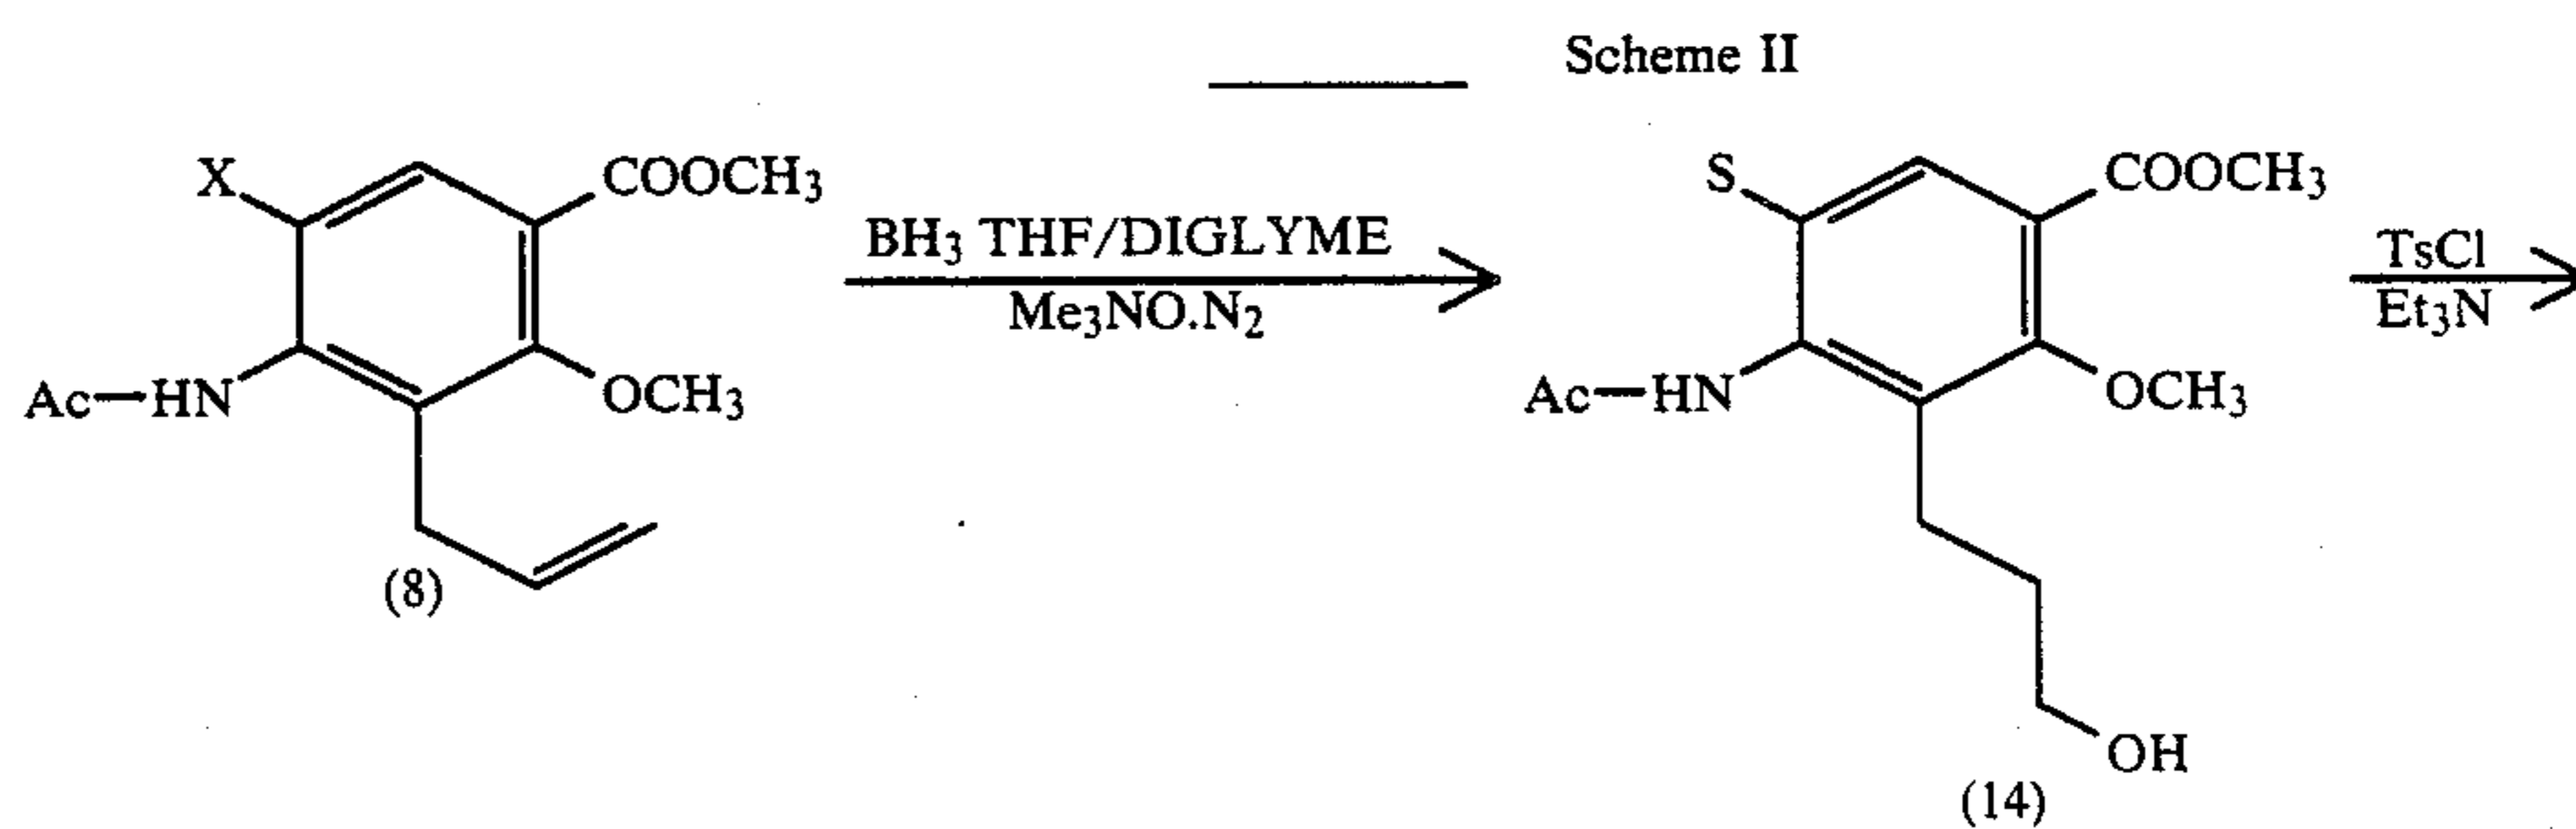 Scheme II
X
COOCH₃
Ac—HN
OCH₃
(8)
BH₃ THF/DIGLYME
Me₃NO.N₂
S
COOCH₃
Ac—HN
OCH₃
OH
(14)
TsCl
Et₃N